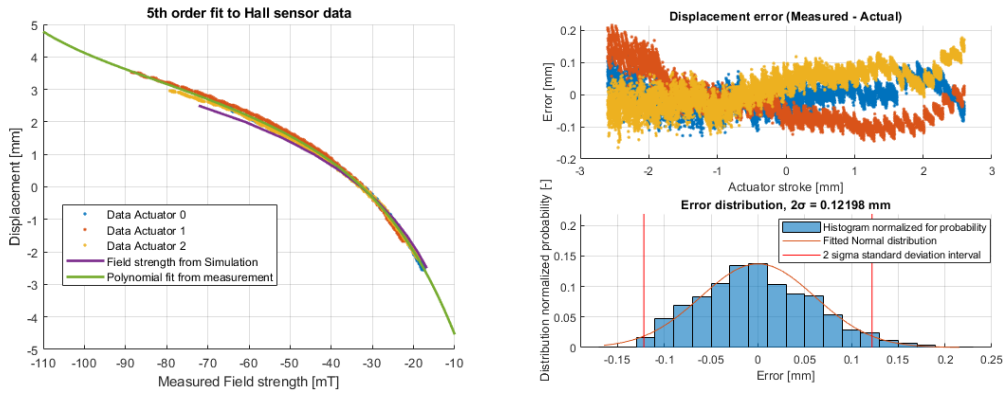 5th order fit to Hall sensor data
Displacement [mm]
5
4
3
2
1
0
-1
-2
-3
-4
-5
Data Actuator 0
Data Actuator 1
Data Actuator 2
Field strength from Simulation
Polynomial fit from measurement
-110 -100 -90 -80 -70 -60 -50 -40 -30 -20 -10
Measured Field strength [mT]
Displacement error (Measured - Actual)
Error [mm]
0.2
0.1
0
-0.1
-0.2
-3 -2 -1 0 1 2 3
Actuator stroke [mm]
Error distribution, 2σ = 0.12198 mm
Distribution normalized probability [-]
0.2
0.15
0.1
0.05
0
Histogram normalized for probability
Fitted Normal distribution
2 sigma standard deviation interval
-0.15 -0.1 -0.05 0 0.05 0.1 0.15 0.2 0.25
Error [mm]